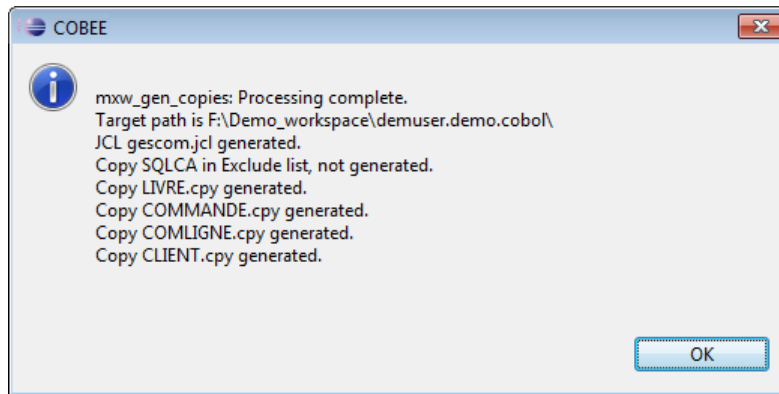 COBEE
mxw_gen_copies: Processing complete.
Target path is F:\Demo_workspace\demuser.demo.cobol\
JCL gescom.jcl generated.
Copy SQLCA in Exclude list, not generated.
Copy LIVRE.cpy generated.
Copy COMMANDE.cpy generated.
Copy COMLIGNE.cpy generated.
Copy CLIENT.cpy generated.
OK